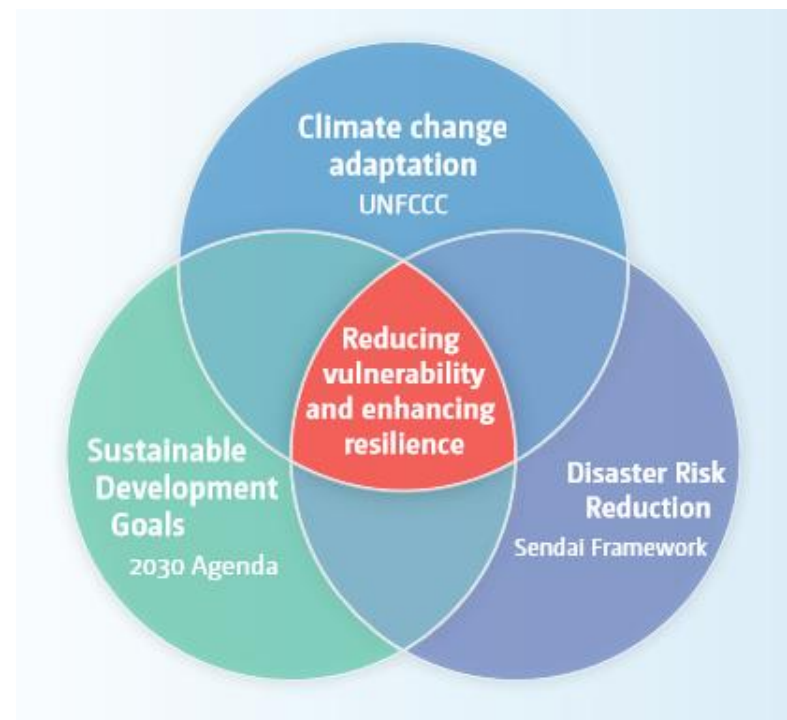 Climate change
adaptation
UNFCCC
Reducing
vulnerability
and enhancing
resilience
Sustainable
Development
Goals
2030 Agenda
Disaster Risk
Reduction
Sendai Framework